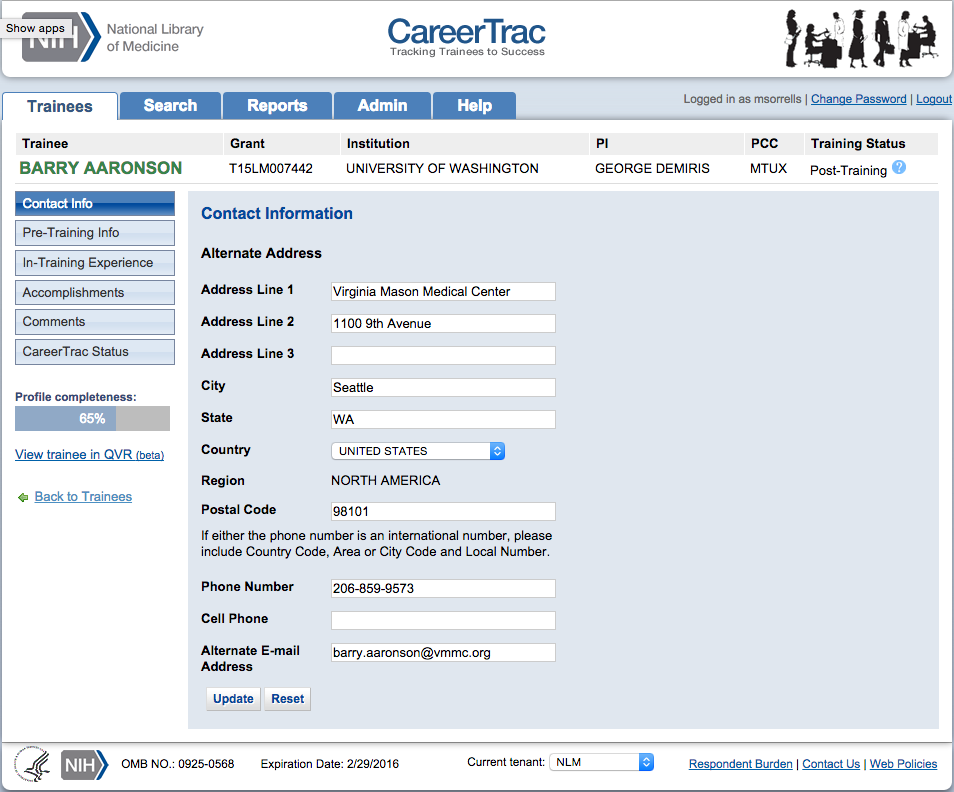 Show apps
NIH
National Library
of Medicine
CareerTrac
Tracking Trainees to Success
Trainees
Search
Reports
Admin
Help
Logged in as msorrells | Change Password | Logout
Trainee Grant Institution PI PCC Training Status
BARRY AARONSON T15LM007442 UNIVERSITY OF WASHINGTON GEORGE DEMIRIS MTUX Post-Training ?
Contact Info
Pre-Training Info
In-Training Experience
Accomplishments
Comments
CareerTrac Status
Profile completeness:
65%
View trainee in QVR (beta)
Back to Trainees
Contact Information
Alternate Address
Address Line 1 Virginia Mason Medical Center
Address Line 2 1100 9th Avenue
Address Line 3
City Seattle
State WA
Country UNITED STATES
Region NORTH AMERICA
Postal Code 98101
If either the phone number is an international number, please
include Country Code, Area or City Code and Local Number.
Phone Number 206-859-9573
Cell Phone
Alternate E-mail barry.aaronson@vmmc.org
Address
Update Reset
NIH
OMB NO.: 0925-0568 Expiration Date: 2/29/2016 Current tenant: NLM Respondent Burden | Contact Us | Web Policies